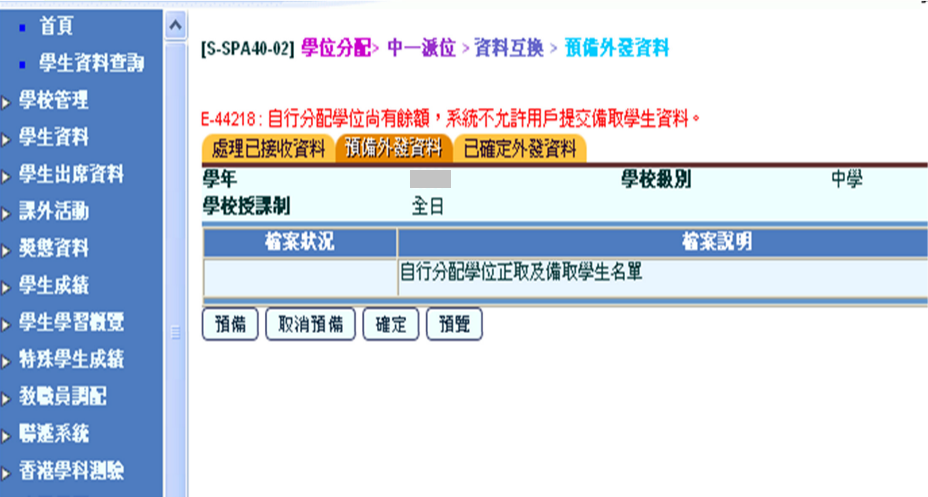 首頁
學生資料查詢
學校管理
學生資料
學生出席資料
課外活動
獎懲資料
學生成績
學生學習概覽
特殊學生成績
教職員調配
聯遞系統
香港學科測驗
[S-SPA40-02] 學位分配> 中一派位 > 資料互換 > 預備外發資料
E-44218 : 自行分配學位尚有餘額，系統不允許用戶提交備取學生資料。
處理已接收資料 預備外發資料 已確定外發資料
學年 學校級別 中學
學校授課制 全日
檔案狀況 檔案說明
自行分配學位正取及備取學生名單
預備 取消預備 確定 預覽